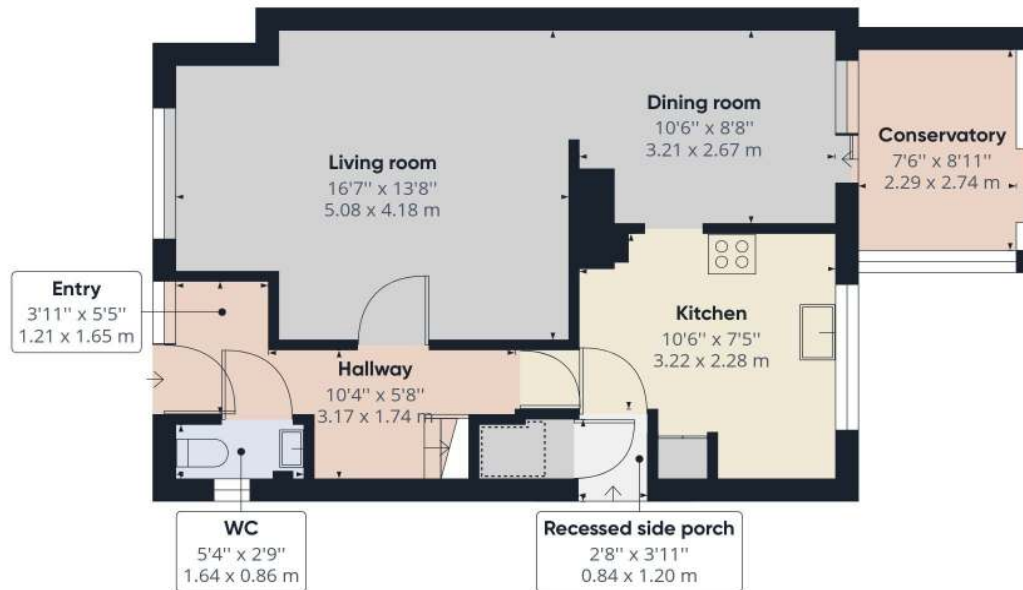 Dining room
10'6'' x 8'8''
3.21 x 2.67 m
Conservatory
7'6'' x 8'11''
2.29 x 2.74 m
Living room
16'7'' x 13'8''
5.08 x 4.18 m
Entry
3'11'' x 5'5''
1.21 x 1.65 m
Kitchen
10'6'' x 7'5''
3.22 x 2.28 m
Hallway
10'4'' x 5'8''
3.17 x 1.74 m
WC
5'4'' x 2'9''
1.64 x 0.86 m
Recessed side porch
2'8'' x 3'11''
0.84 x 1.20 m